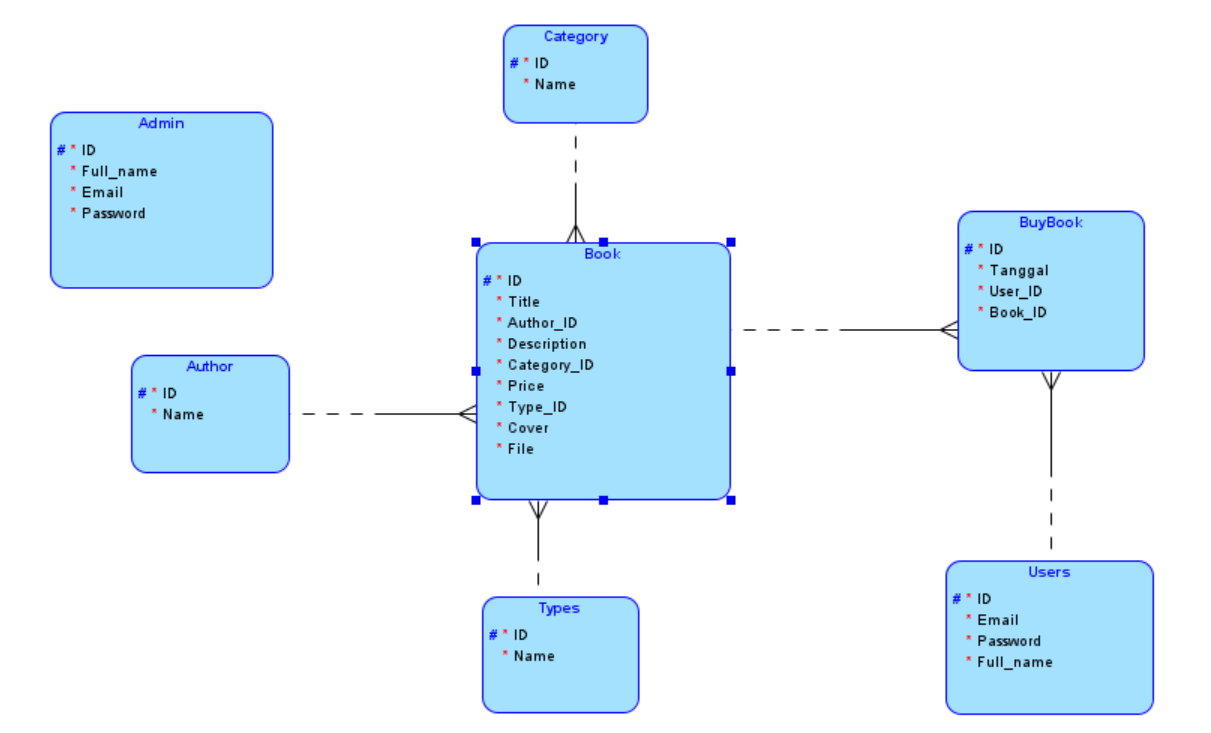 Category
# * ID
* Name
Admin
# * ID
* Full_name
* Email
* Password
BuyBook
# * ID
* Tanggal
* User_ID
* Book_ID
Book
# * ID
* Title
* Author_ID
* Description
* Category_ID
* Price
* Type_ID
* Cover
* File
Author
# * ID
* Name
Types
# * ID
* Name
Users
# * ID
* Email
* Password
* Full_name